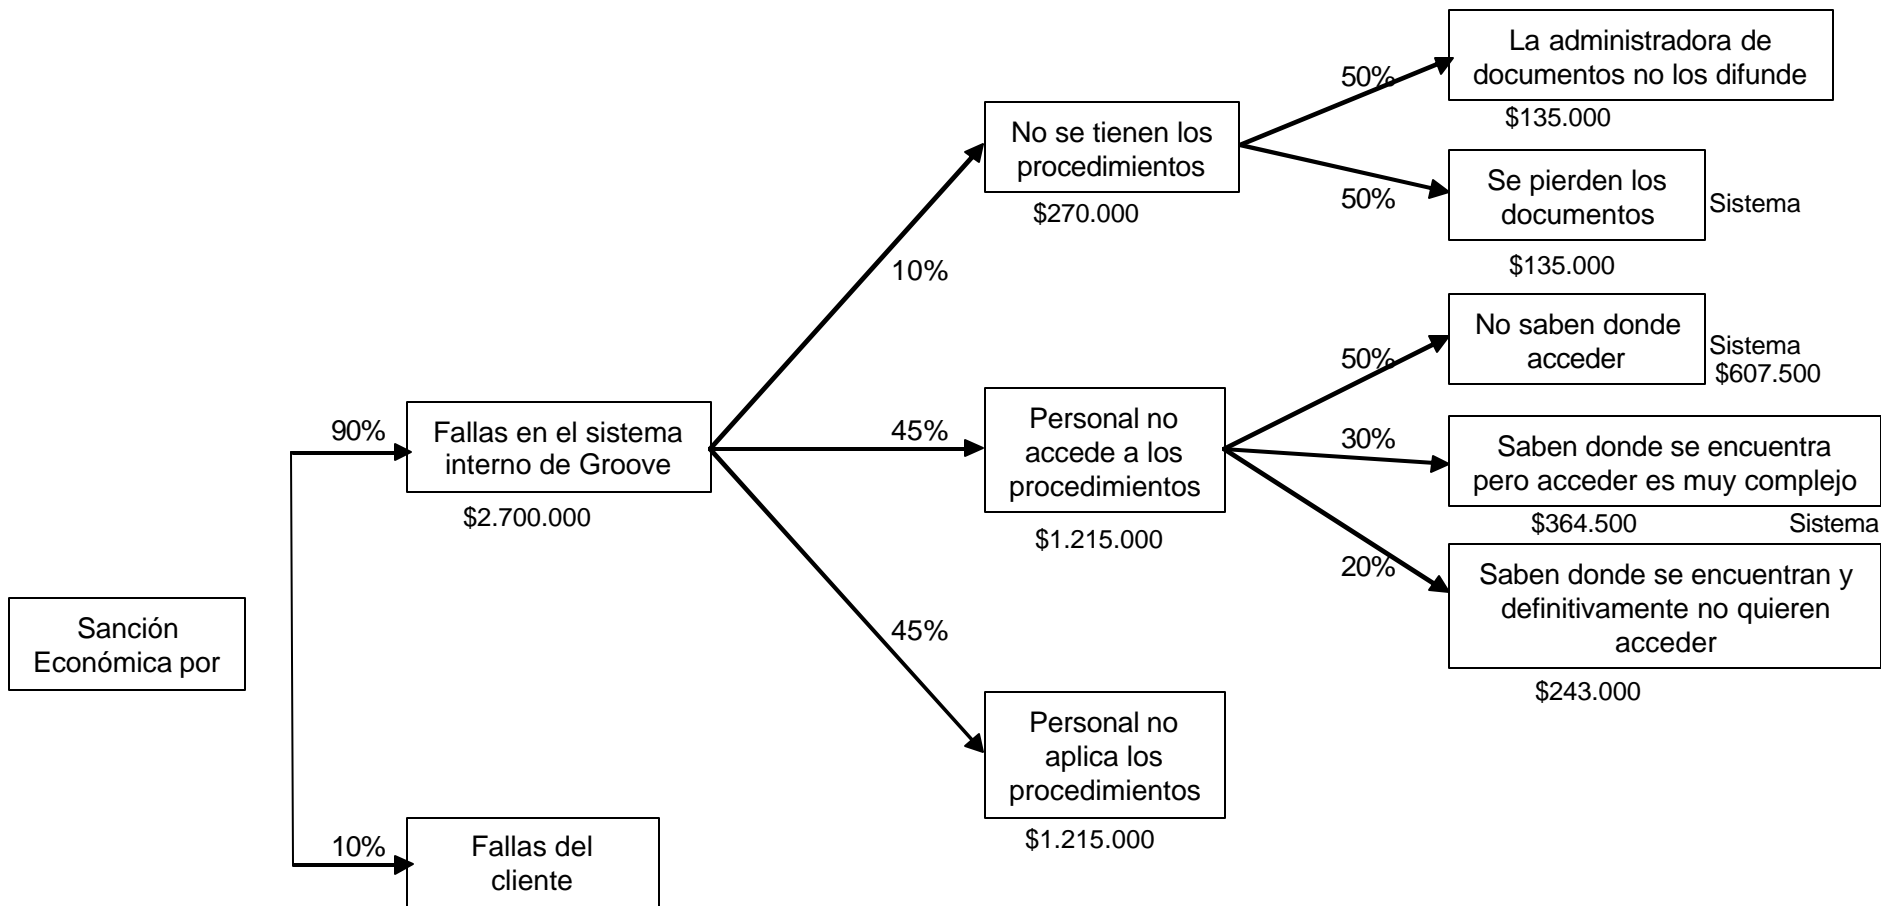 La administradora de
documentos no los difunde
50%
$135.000
No se tienen los
procedimientos
$270.000
50%
Se pierden los
documentos
Sistema
$135.000
10%
No saben donde
acceder
50%
Sistema
$607.500
90%
Fallas en el sistema
interno de Groove
$2.700.000
45%
Personal no
accede a los
procedimientos
$1.215.000
30%
Saben donde se encuentra
pero acceder es muy complejo
$364.500
Sistema
20%
Saben donde se encuentran y
definitivamente no quieren
acceder
$243.000
Sanción
Económica por
45%
Personal no
aplica los
procedimientos
$1.215.000
10%
Fallas del
cliente